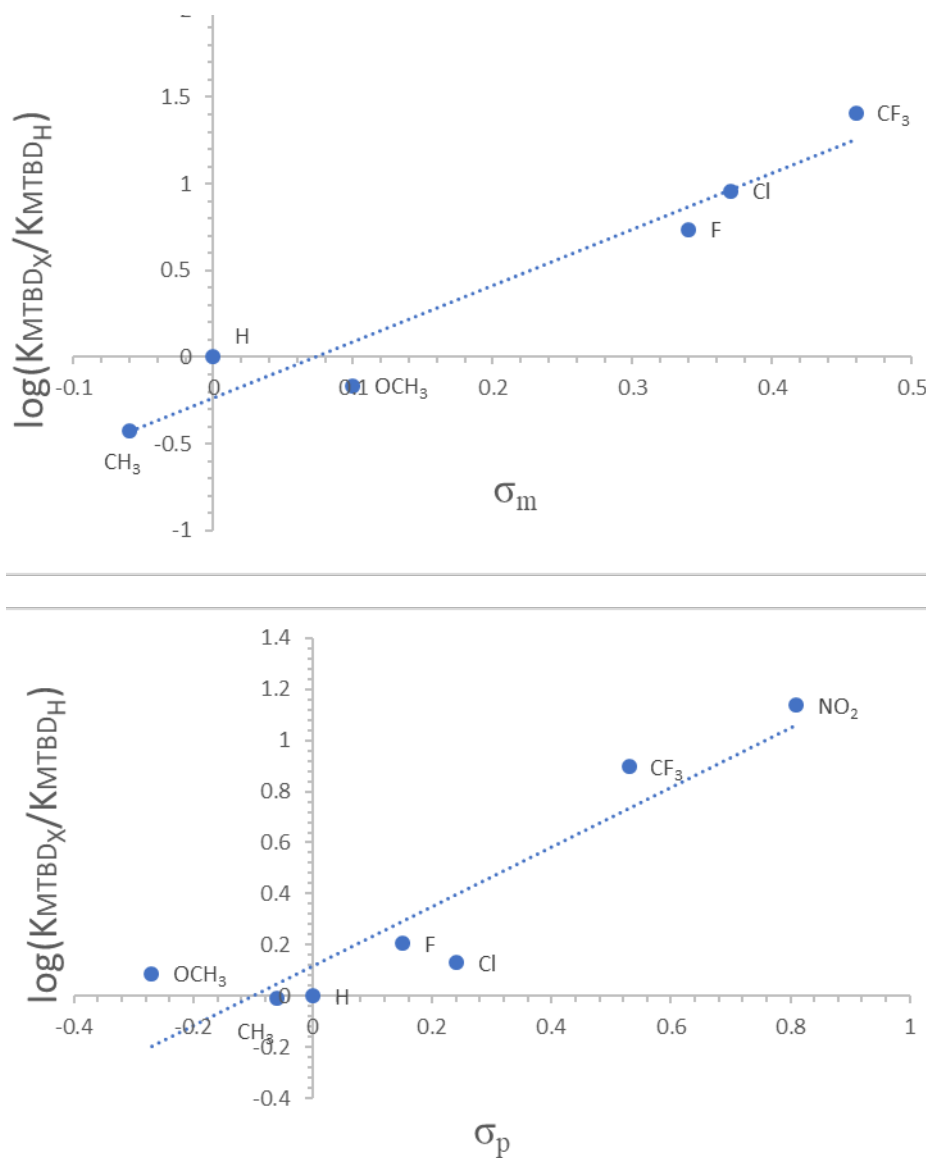 2
1.5
1
0.5
0
-0.5
-1
-0.1
0
0.1
0.2
0.3
0.4
0.5
CF₃
Cl
F
H
OCH₃
CH₃
log(KMTBDX/KMTBDH)
σm
1.4
1.2
1
0.8
0.6
0.4
0.2
0
-0.2
-0.4
-0.4
-0.2
0
0.2
0.4
0.6
0.8
1
NO₂
CF₃
F
Cl
OCH₃
H
CH₃
log(KMTBDX/KMTBDH)
σp